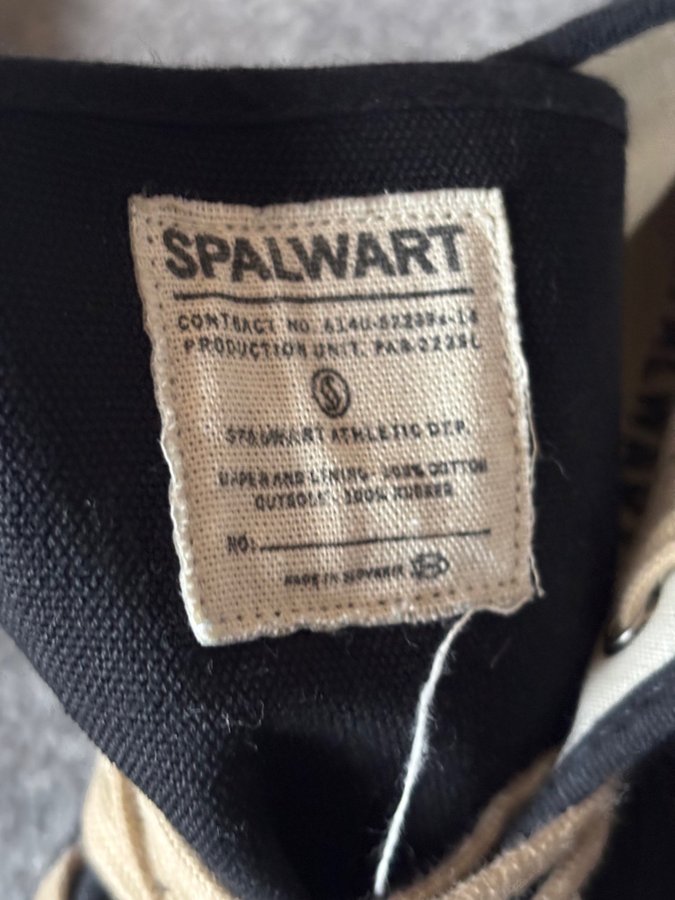 SPALWART
CONTRACT NO.
PRODUCTION UNIT.
S
SPALWART ATHLETIC DEP.
UPPER AND LINING - 100% COTTON
OUTSOLE - 100% RUBBER
NO:
MADE IN SLOVAKIA